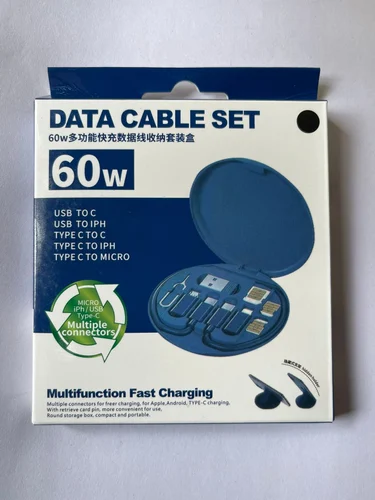 DATA CABLE SET
60w多功能快充数据线收纳套装盒
60w
USB TO C
USB TO IPH
TYPE C TO C
TYPE C TO IPH
TYPE C TO MICRO
MICRO
iPh / USB
Type-C
Multiple
connectors
Multifunction Fast Charging
Multiple connectors for freer charging, for Apple,Android, TYPE-C charging,
With retrieve card pin, more convenient for use,
Round storage box, compact and portable.